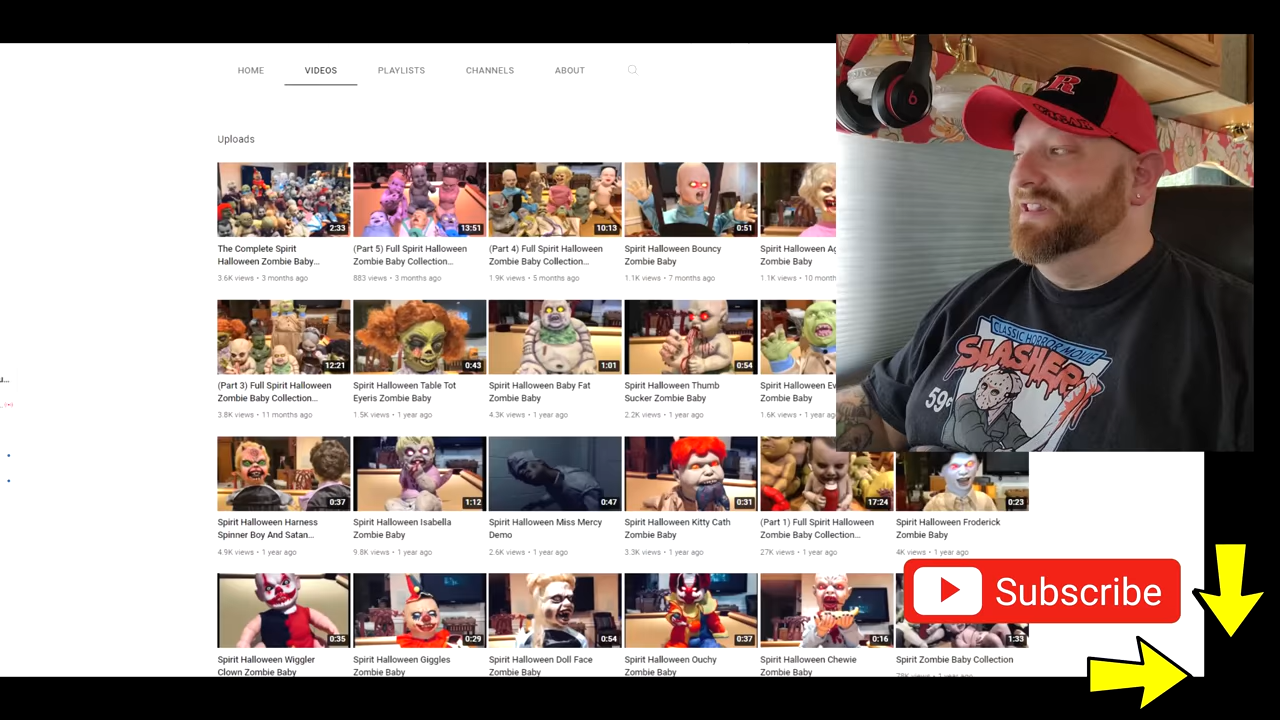 HOME VIDEOS PLAYLISTS CHANNELS ABOUT
Uploads
2:33 13:51 10:13 0:51
The Complete Spirit
Halloween Zombie Baby...
3.6K views • 3 months ago
(Part 5) Full Spirit Halloween
Zombie Baby Collection...
883 views • 3 months ago
(Part 4) Full Spirit Halloween
Zombie Baby Collection...
1.9K views • 5 months ago
Spirit Halloween Bouncy
Zombie Baby
1.1K views • 7 months ago
Spirit Halloween
Zombie Baby
1.1K views • 10
12:21 0:43 1:01 0:54
(Part 3) Full Spirit Halloween
Zombie Baby Collection...
3.8K views • 11 months ago
Spirit Halloween Table Tot
Eyeris Zombie Baby
1.5K views • 1 year ago
Spirit Halloween Baby Fat
Zombie Baby
4.3K views • 1 year ago
Spirit Halloween Thumb
Sucker Zombie Baby
2.2K views • 1 year ago
Spirit Halloween
Zombie Baby
1.6K views • 1 year
0:37 1:12 0:47 0:31 17:24 0:23
Spirit Halloween Harness
Spinner Boy And Satan...
4.9K views • 1 year ago
Spirit Halloween Isabella
Zombie Baby
9.8K views • 1 year ago
Spirit Halloween Miss Mercy
Demo
2.6K views • 1 year ago
Spirit Halloween Kitty Cath
Zombie Baby
3.3K views • 1 year ago
(Part 1) Full Spirit Halloween
Zombie Baby Collection...
27K views • 1 year ago
Spirit Halloween Froderick
Zombie Baby
4K views • 1 year ago
0:35 0:29 0:54 0:37 0:16 1:33
Spirit Halloween Wiggler
Clown Zombie Baby
Spirit Halloween Giggles
Zombie Baby
Spirit Halloween Doll Face
Zombie Baby
Spirit Halloween Ouchy
Zombie Baby
Spirit Halloween Chewie
Zombie Baby
Spirit Zombie Baby Collection
R
CLASSIC HORROR MOVIE
SLASHERS
59¢
Subscribe